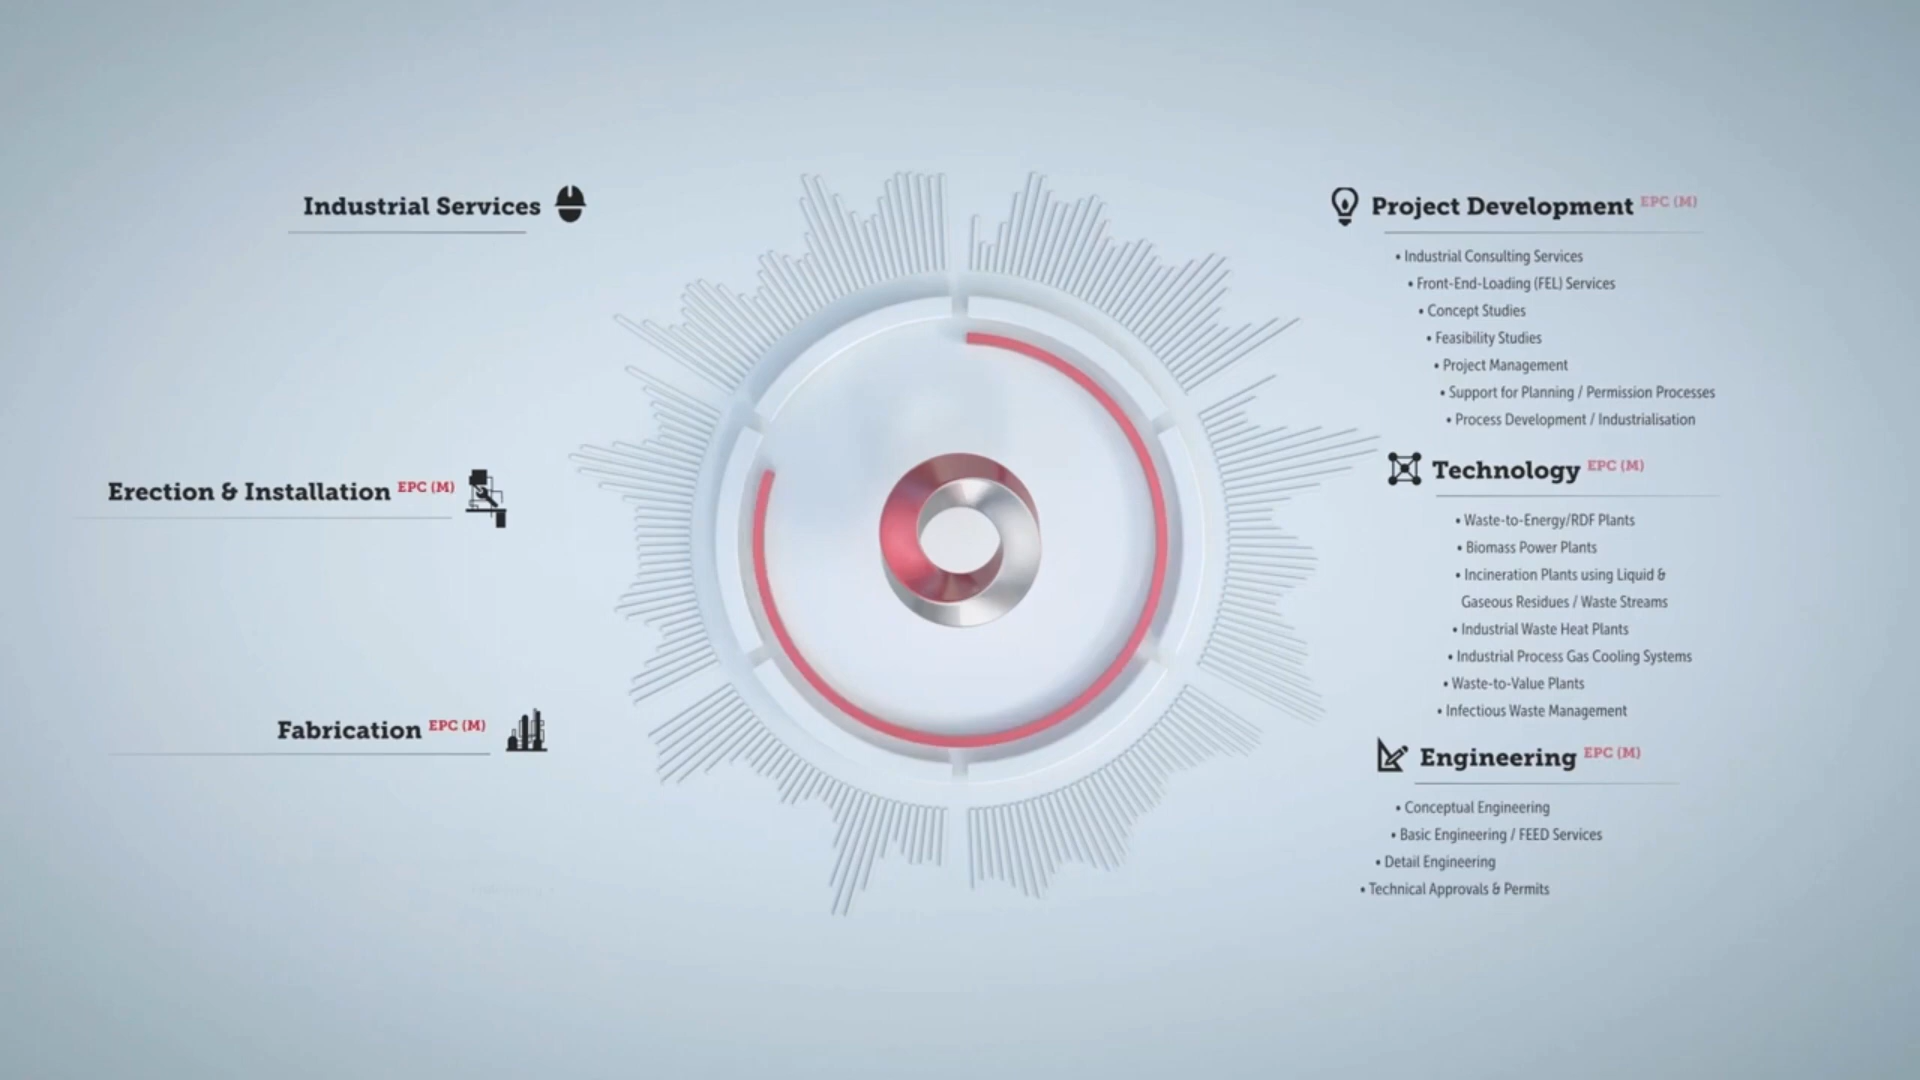 Industrial Services
Erection & Installation EPC (M)
Fabrication EPC (M)
Project Development EPC (M)
• Industrial Consulting Services
• Front-End-Loading (FEL) Services
• Concept Studies
• Feasibility Studies
• Project Management
• Support for Planning / Permission Processes
• Process Development / Industrialisation
Technology EPC (M)
• Waste-to-Energy/RDF Plants
• Biomass Power Plants
• Incineration Plants using Liquid &
Gaseous Residues / Waste Streams
• Industrial Waste Heat Plants
• Industrial Process Gas Cooling Systems
• Waste-to-Value Plants
• Infectious Waste Management
Engineering EPC (M)
• Conceptual Engineering
• Basic Engineering / FEED Services
• Detail Engineering
• Technical Approvals & Permits